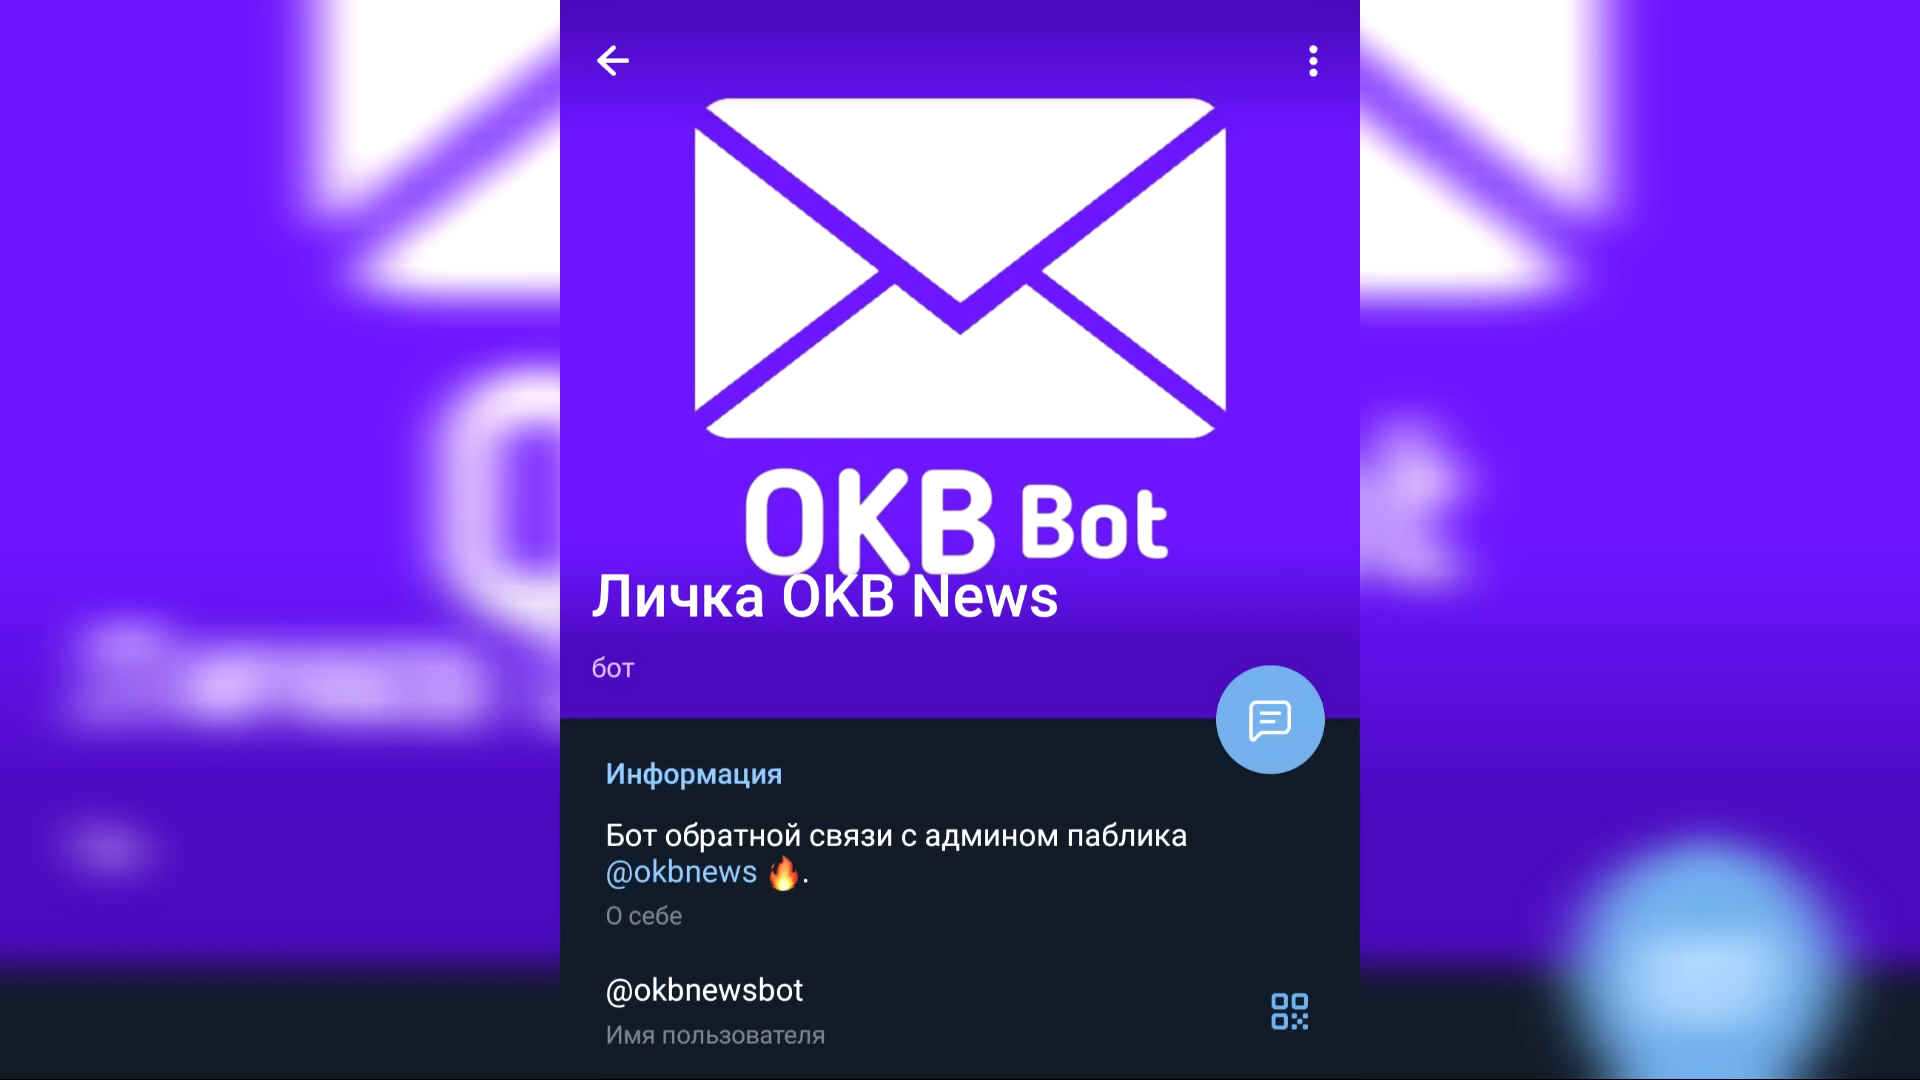 OKB Bot
Личка OKB News
бот
Информация
Бот обратной связи с админом паблика
@okbnews 🔥.
О себе
@okbnewsbot
Имя пользователя